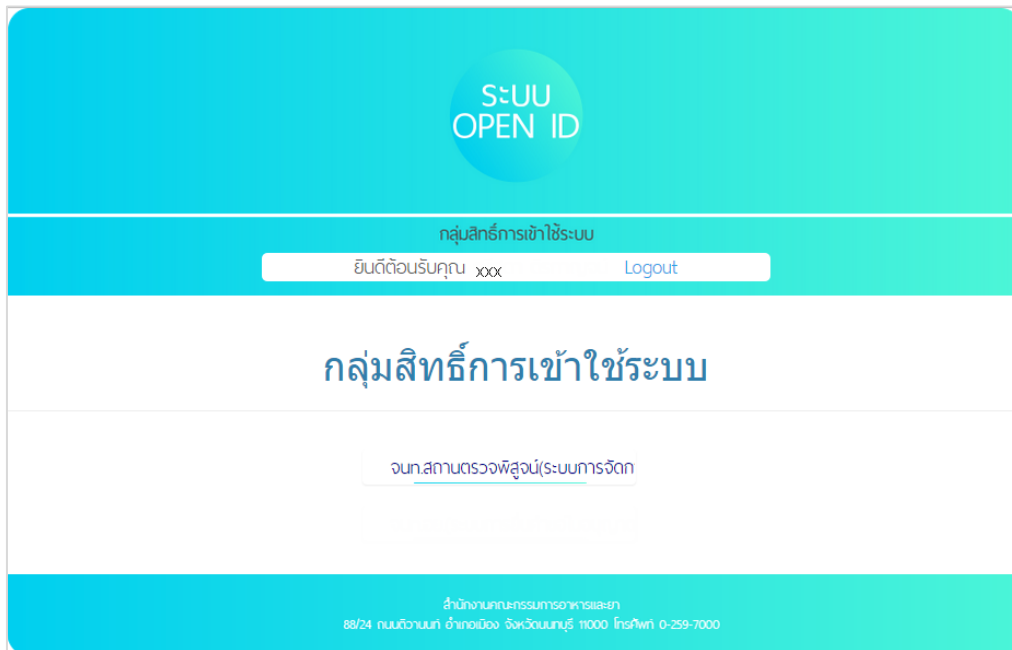 ระบบ
OPEN ID
กลุ่มสิทธิ์การเข้าใช้ระบบ
ยินดีต้อนรับคุณ xxx Logout
กลุ่มสิทธิ์การเข้าใช้ระบบ
จนท.สถานตรวจพิสูจน์(ระบบการจัดก
สำนักงานคณะกรรมการอาหารและยา
88/24 ถนนติวานนท์ อำเภอเมือง จังหวัดนนทบุรี 11000 โทรศัพท์ 0-259-7000